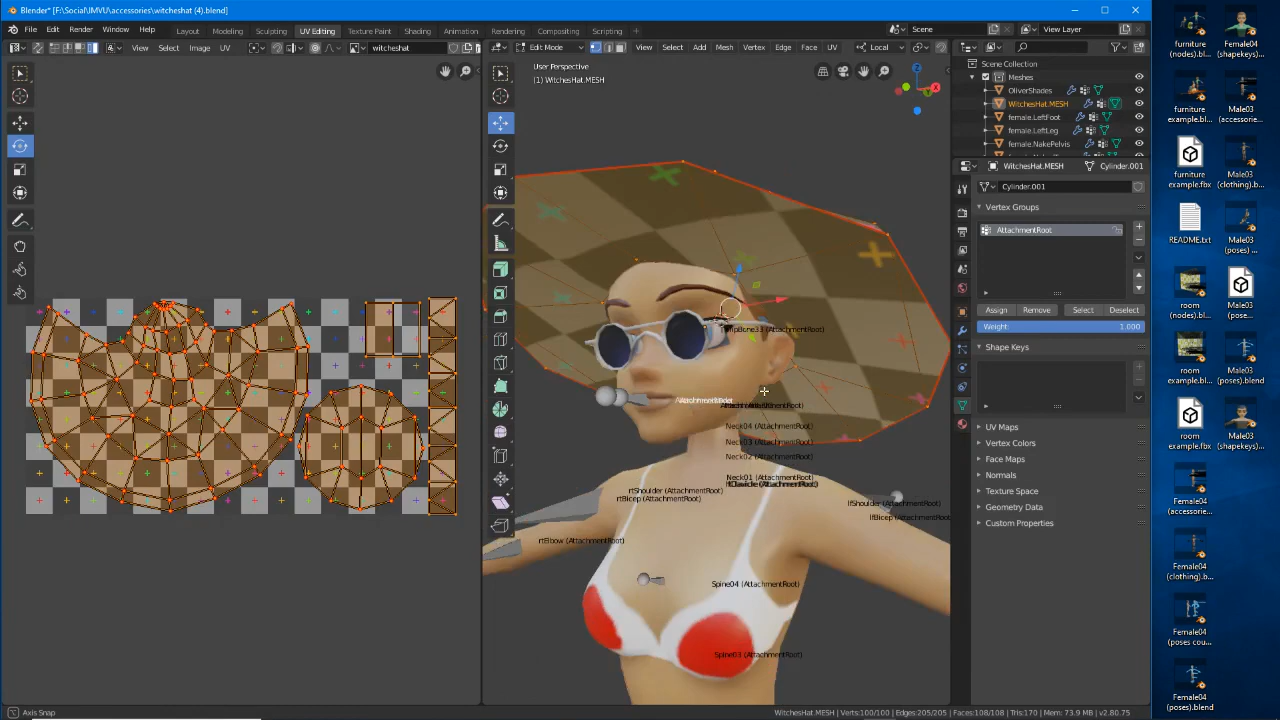 Blender* [F:\Social\IMVU\accessories\witcheshat (4).blend]
File Edit Render Window Help Layout Modeling Sculpting UV Editing Texture Paint Shading Animation Rendering Compositing Scripting + Scene View Layer
View Select Image UV witcheshat Edit Mode View Select Add Mesh Vertex Edge Face UV Local
Scene Collection
Meshes
OliverShades
WitchesHat.MESH
female.LeftFoot
female.LeftLeg
female.NakePelvis
User Perspective
(1) WitchesHat.MESH
WitchesHat.MESH Cylinder.001
Cylinder.001
Vertex Groups
AttachmentRoot
Assign Remove Select Deselect
Weight: 1.000
Shape Keys
UV Maps
Vertex Colors
Face Maps
Normals
Texture Space
Geometry Data
Custom Properties
Neck04 (AttachmentRoot)
Neck03 (AttachmentRoot)
Neck02 (AttachmentRoot)
Neck01 (AttachmentRoot)
rtShoulder (AttachmentRoot)
rtBicep (AttachmentRoot)
lfShoulder (AttachmentRoot)
lfBicep (AttachmentRoot)
rtElbow (AttachmentRoot)
Spine04 (AttachmentRoot)
Spine03 (AttachmentRoot)
Axis Snap
WitchesHat.MESH | Verts:100/100 | Edges:205/205 | Faces:108/108 | Tris:170 | Mem: 73.9 MB | v2.80.75
furniture
(nodes).bl...
Female04
(shapekeys)
furniture
example.ble...
Male03
(accessorie...
furniture
example.fbx
Male03
(clothing).b...
README.txt
Male03
(poses) ...
room
(nodes).bl...
Male03
(poses) ...
room
example.bl...
Male03
(poses).blend
room
example.fbx
Male03
(shapekeys)
Female04
(accessorie...
Female04
(clothing).b...
Female04
(poses cou...
Female04
(poses).blend